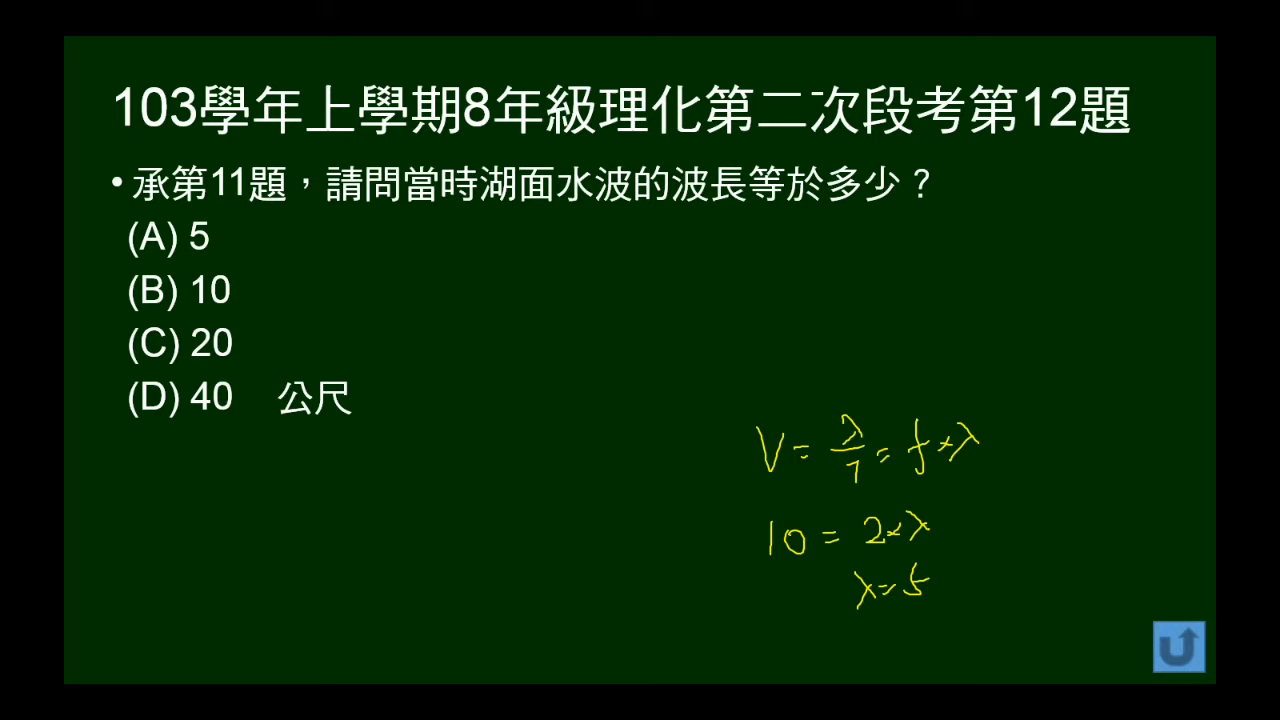 103學年上學期8年級理化第二次段考第12題
• 承第11題，請問當時湖面水波的波長等於多少？
(A) 5
(B) 10
(C) 20
(D) 40 公尺
V = λ/T = f × λ
10 = 2 × λ
λ = 5